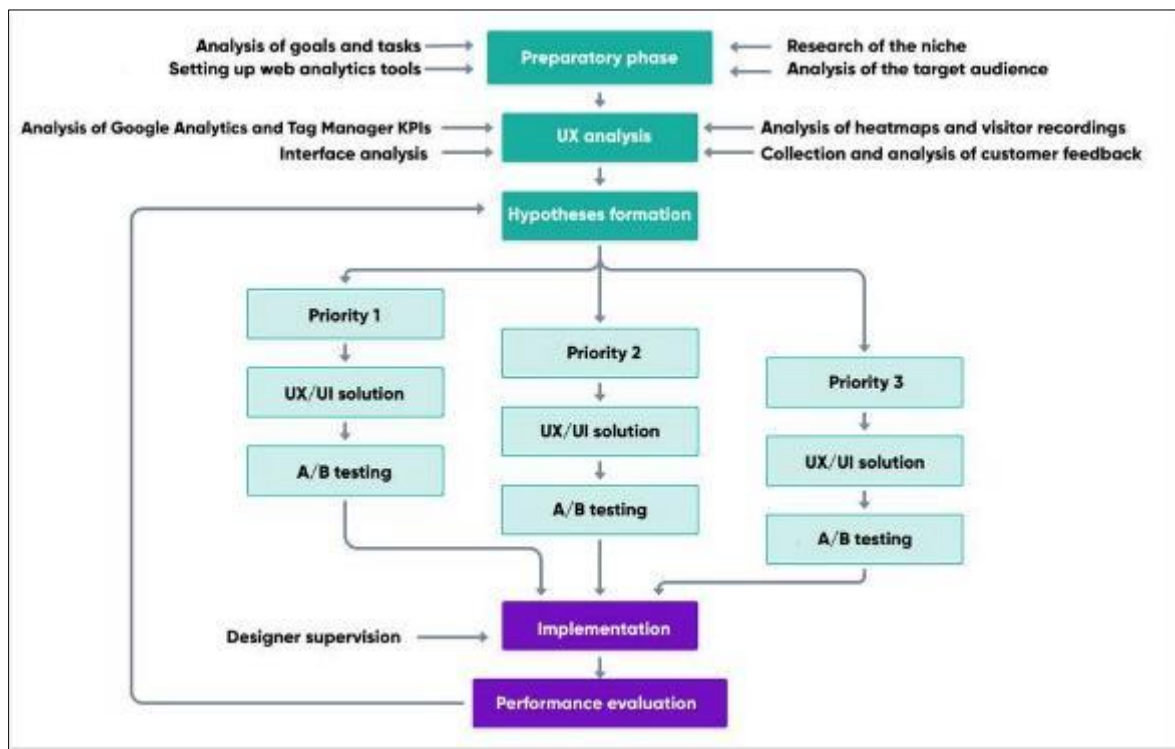 Analysis of goals and tasks
Setting up web analytics tools
Preparatory phase
Research of the niche
Analysis of the target audience
Analysis of Google Analytics and Tag Manager KPIs
Interface analysis
UX analysis
Analysis of heatmaps and visitor recordings
Collection and analysis of customer feedback
Hypotheses formation
Priority 1
UX/UI solution
A/B testing
Priority 2
UX/UI solution
A/B testing
Priority 3
UX/UI solution
A/B testing
Designer supervision
Implementation
Performance evaluation